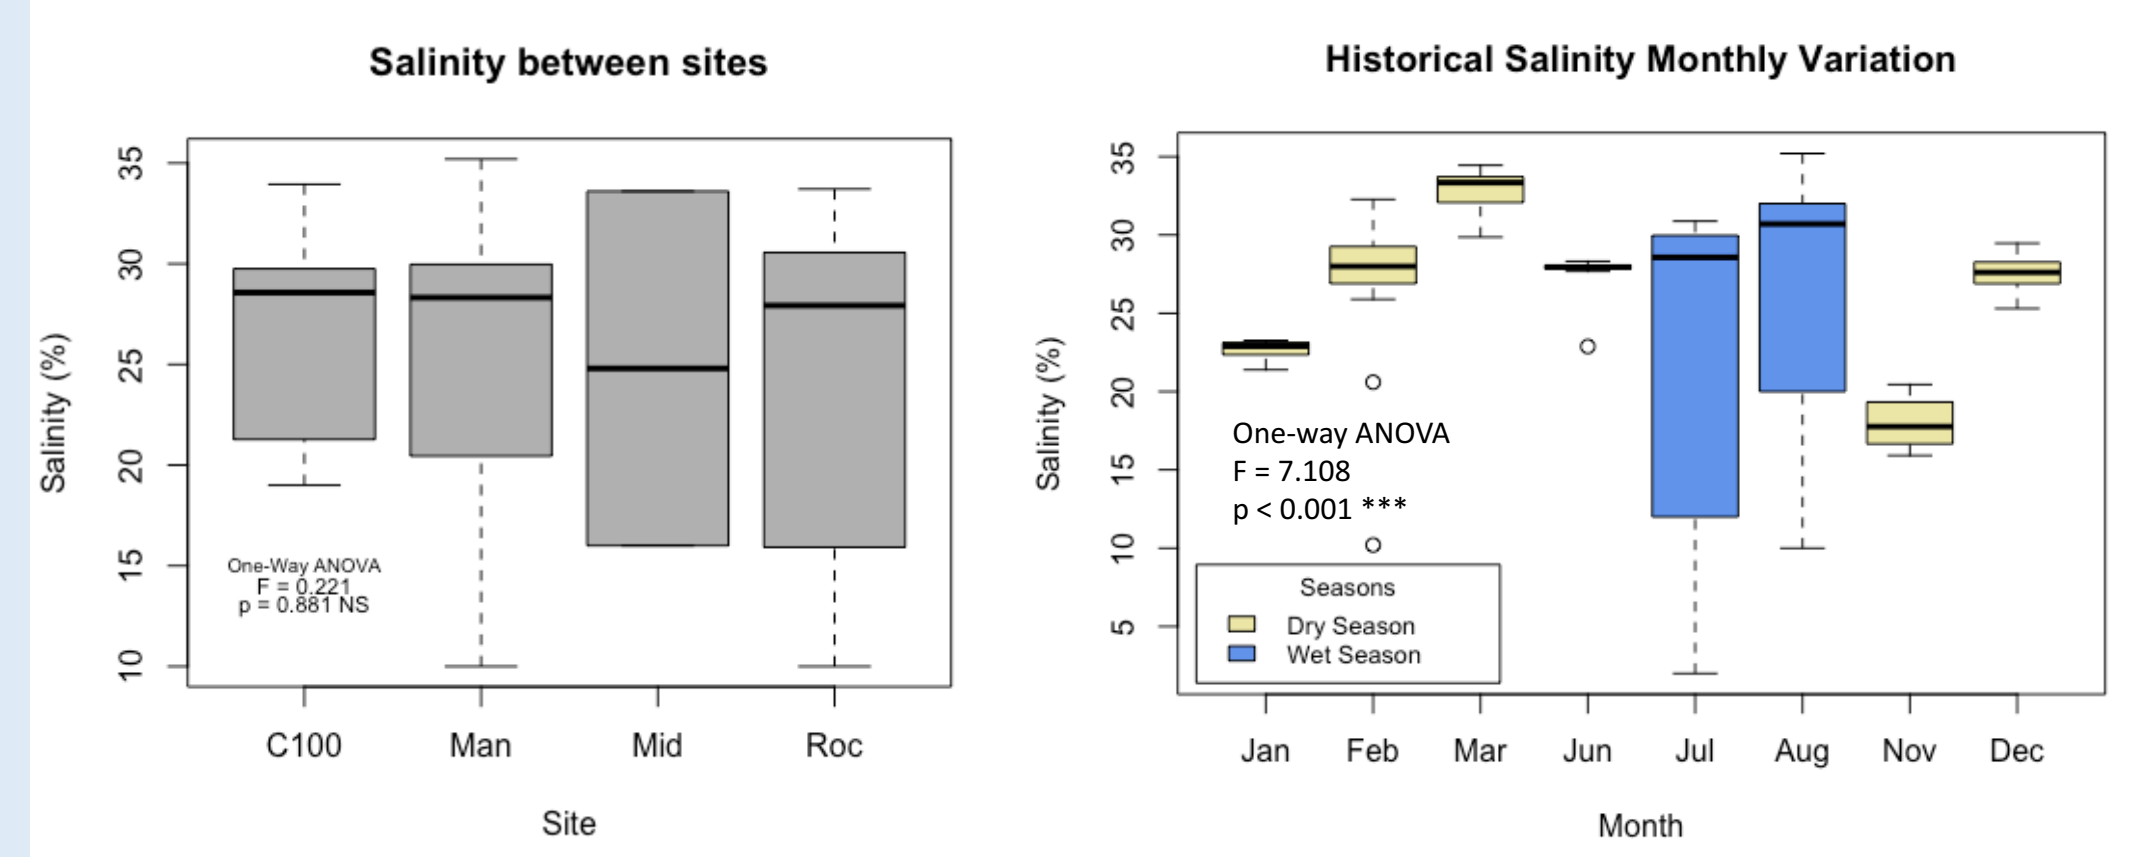 Salinity between sites
Salinity (%)
35
30
25
20
15
10
One-Way ANOVA
F = 0.221
p = 0.881 NS
C100 Man Mid Roc
Site
Historical Salinity Monthly Variation
Salinity (%)
35
30
25
20
15
10
5
One-way ANOVA
F = 7.108
p < 0.001 ***
Seasons
Dry Season
Wet Season
Jan Feb Mar Jun Jul Aug Nov Dec
Month